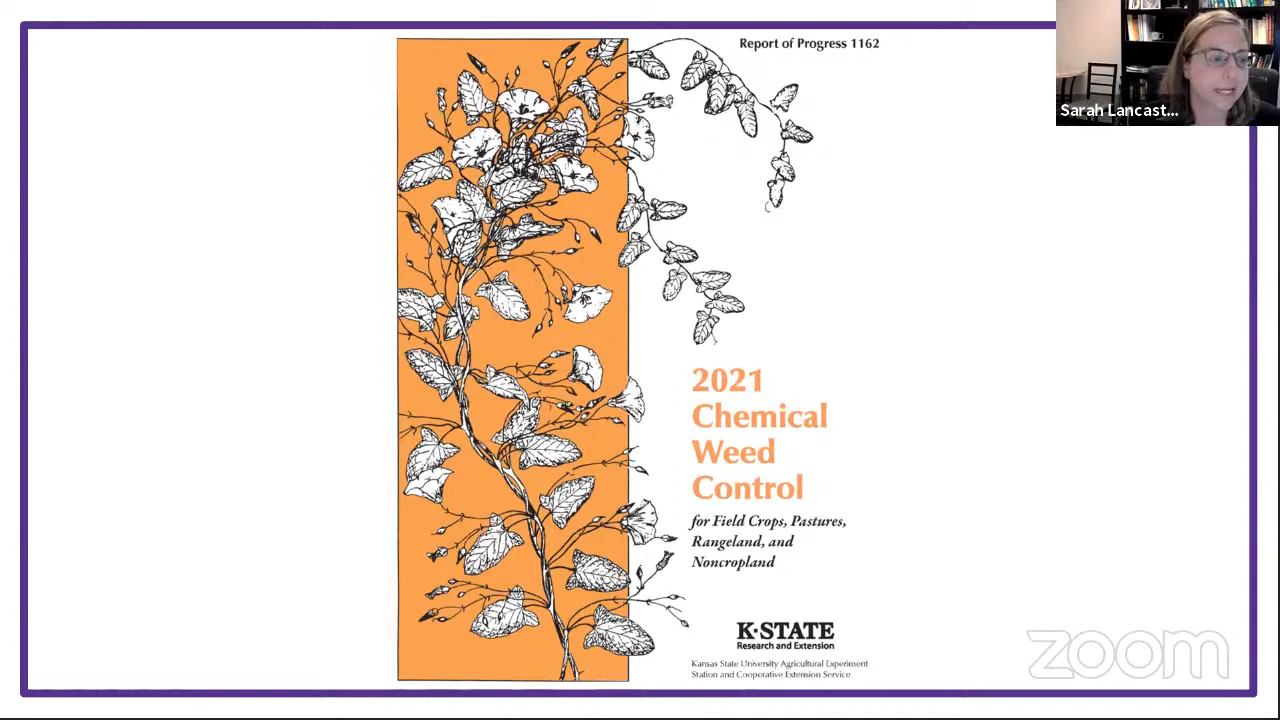 Report of Progress 1162
Sarah Lancast...
2021
Chemical
Weed
Control
for Field Crops, Pastures,
Rangeland, and
Noncropland
K·STATE
Research and Extension
Kansas State University Agricultural Experiment
Station and Cooperative Extension Service
zoom